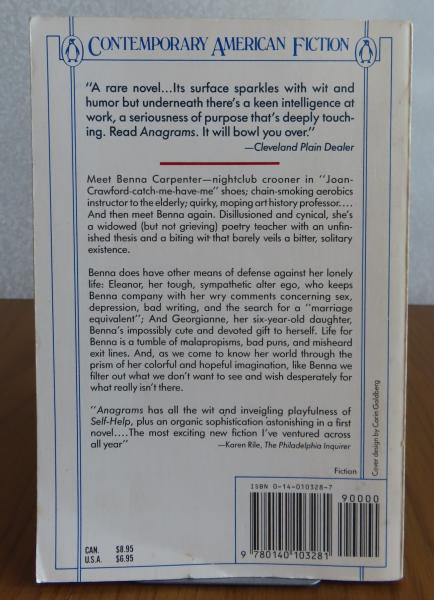 CONTEMPORARY AMERICAN FICTION
"A rare novel...Its surface sparkles with wit and
humor but underneath there's a keen intelligence at
work, a seriousness of purpose that's deeply touch-
ing. Read Anagrams. It will bowl you over."
—Cleveland Plain Dealer
Meet Benna Carpenter—nightclub crooner in "Joan-
Crawford-catch-me-have-me" shoes; chain-smoking aerobics
instructor to the elderly; quirky, moping art history professor....
And then meet Benna again. Disillusioned and cynical, she's
a widowed (but not grieving) poetry teacher with an un-
finished thesis and a biting wit that barely veils a bitter, solitary
existence.
Benna does have other means of defense against her lonely
life: Eleanor, her tough, sympathetic alter ego, who keeps
Benna company with her wry comments concerning sex,
depression, bad writing, and the search for a "marriage
equivalent"; And Georgianne, her six-year-old daughter,
Benna's impossibly cute and devoted gift to herself. Life for
Benna is a tumble of malapropisms, bad puns, and misheard
exit lines. And, as we come to know her world through the
prism of her colorful and hopeful imagination, like Benna we
filter out what we don't want to see and wish desperately for
what really isn't there.
"Anagrams has all the wit and inveigling playfulness of
Self-Help, plus an organic sophistication astonishing in a first
novel....The most exciting new fiction I've ventured across
all year"
—Karen Rile, The Philadelphia Inquirer
Fiction
Cover design by Carin Goldberg
ISBN 0-14-010328-7
90000
9 780140 103281
CAN. $8.95
U.S.A. $6.95